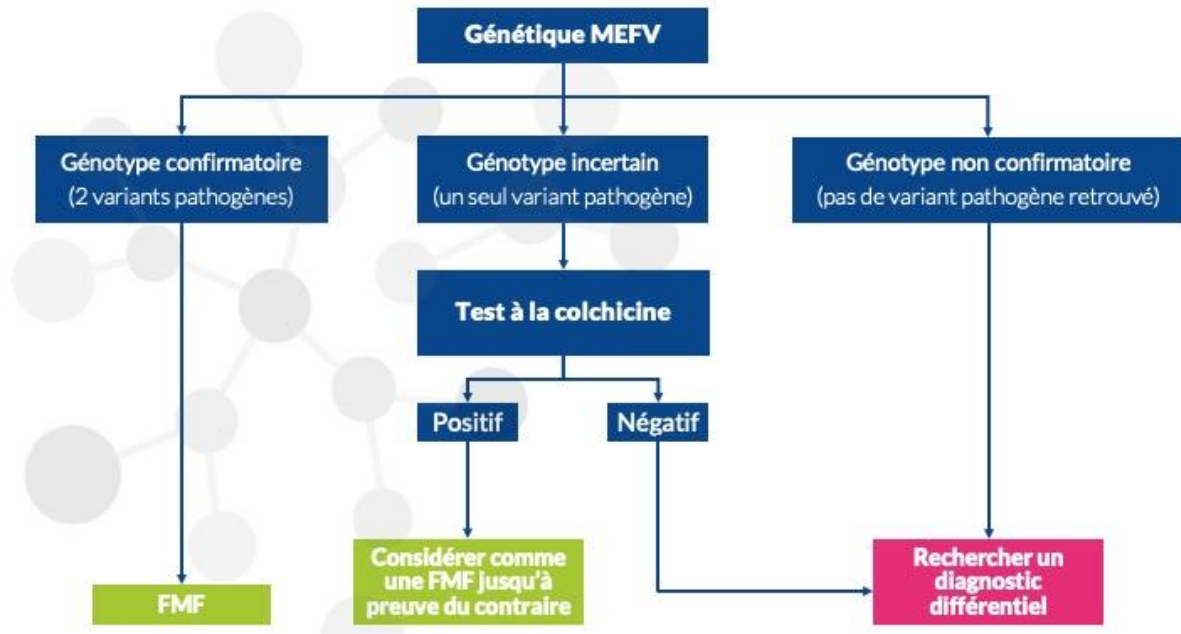 Génétique MEFV
Génotype confirmatoire
(2 variants pathogènes)
Génotype incertain
(un seul variant pathogène)
Génotype non confirmatoire
(pas de variant pathogène retrouvé)
Test à la colchicine
Positif
Négatif
FMF
Considérer comme
une FMF jusqu'à
preuve du contraire
Rechercher un
diagnostic
différentiel